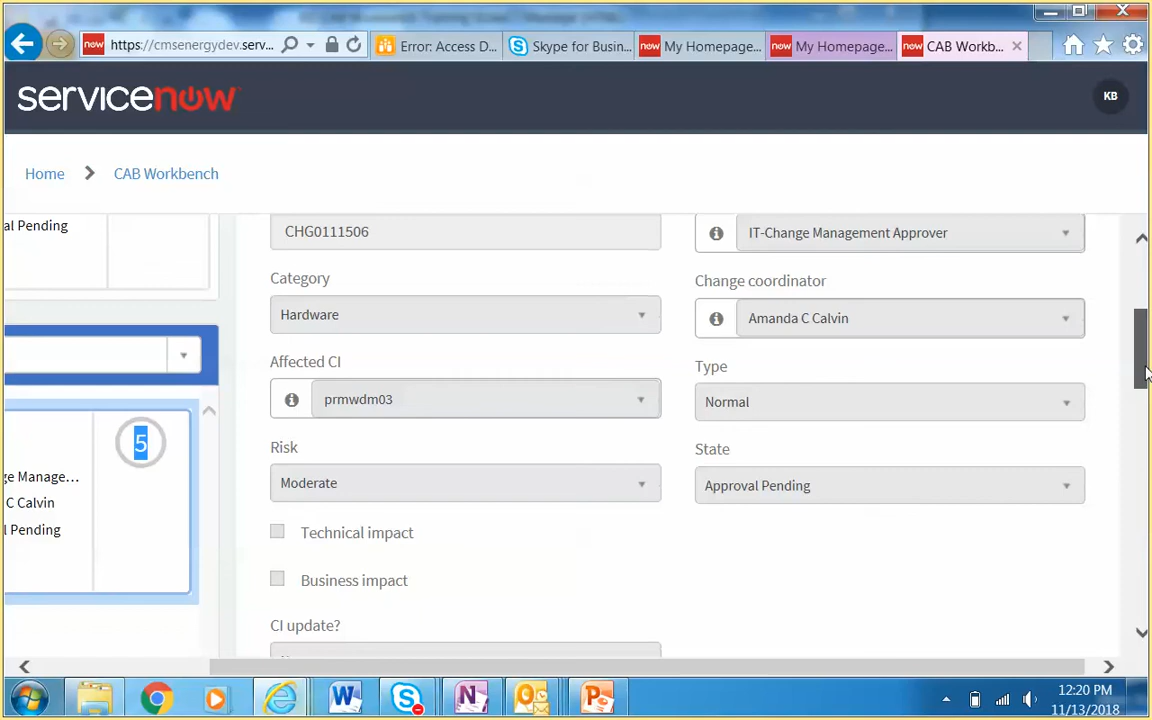 https://cmsenergydev.serv...
Error: Access D...
Skype for Busin...
now My Homepage...
now My Homepage...
now CAB Workb...
servicenow
KB
Home
CAB Workbench
al Pending
CHG0111506
IT-Change Management Approver
Category
Change coordinator
Hardware
Amanda C Calvin
Affected CI
Type
prmwdm03
Normal
Risk
State
5
ge Manage...
Moderate
Approval Pending
C Calvin
l Pending
Technical impact
Business impact
CI update?
12:20 PM
11/13/2018